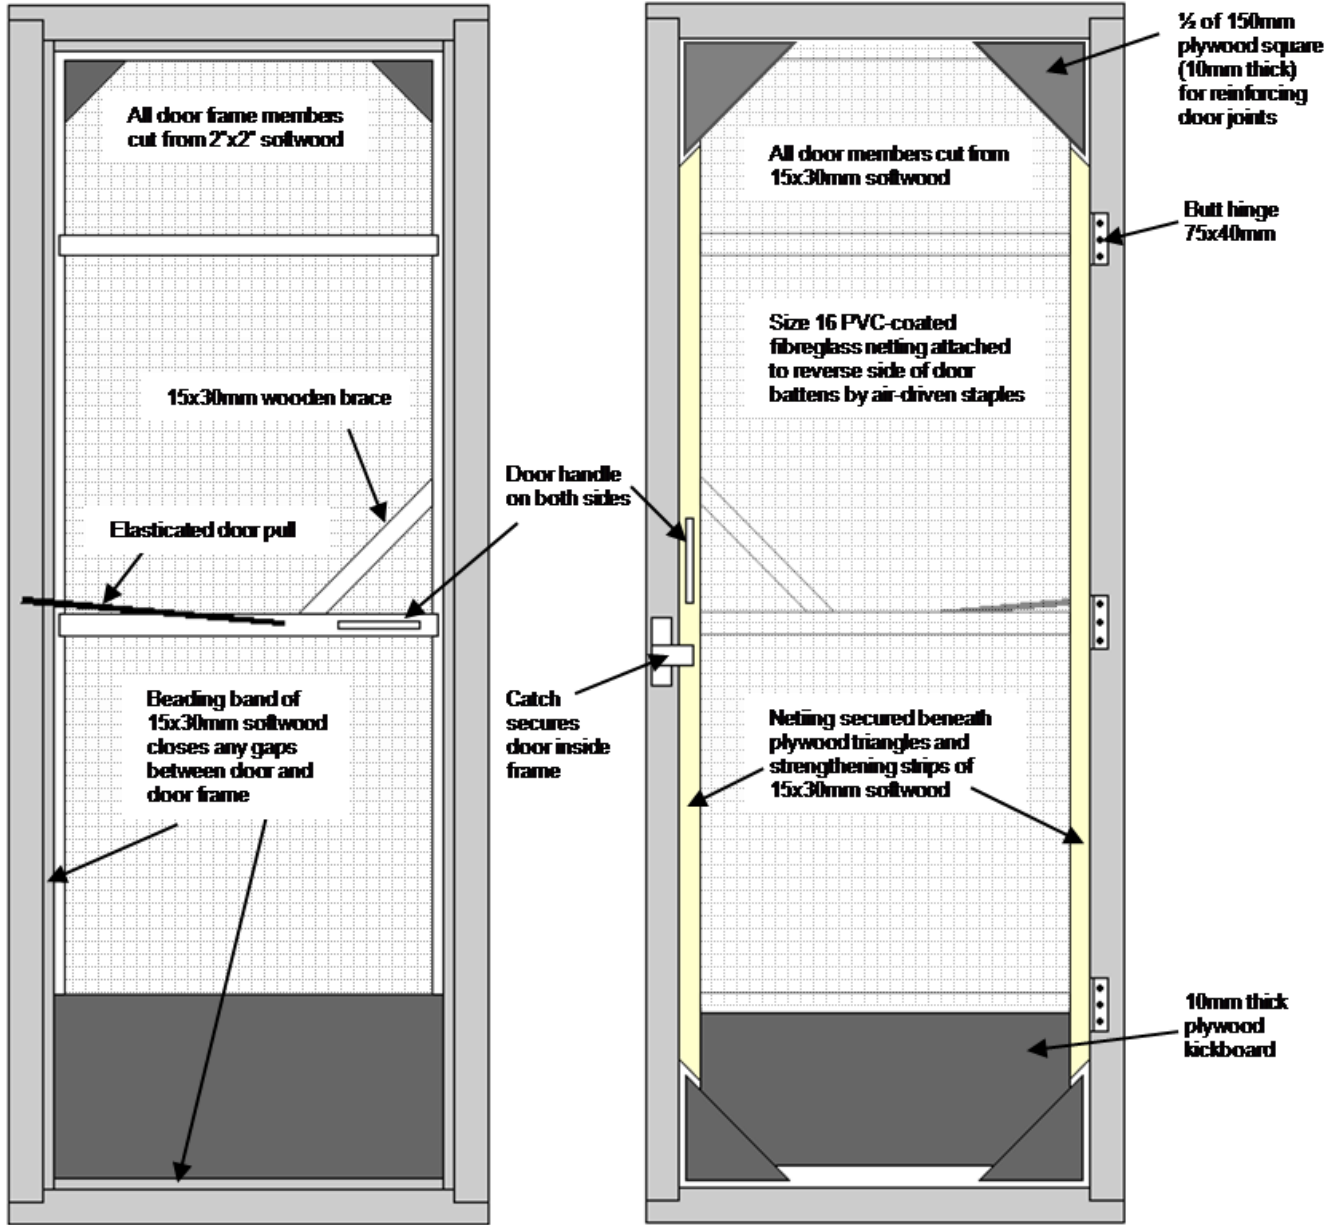 All door frame members
cut from 2"x2" softwood
15x30mm wooden brace
Elasticated door pull
Beading band of
15x30mm softwood
closes any gaps
between door and
door frame
Door handle
on both sides
Catch
secures
door inside
frame
All door members cut from
15x30mm softwood
Size 16 PVC-coated
fibreglass netting attached
to reverse side of door
battens by air-driven staples
Netting secured beneath
plywood triangles and
strengthening strips of
15x30mm softwood
½ of 150mm
plywood square
(10mm thick)
for reinforcing
door joints
Butt hinge
75x40mm
10mm thick
plywood
kickboard